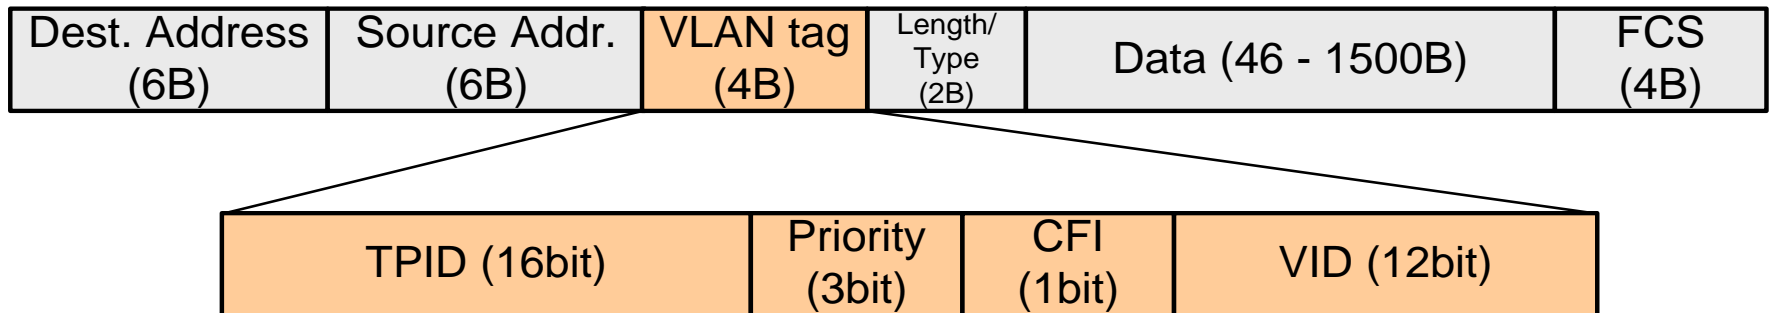 Dest. Address
(6B)
Source Addr.
(6B)
VLAN tag
(4B)
Length/
Type
(2B)
Data (46 - 1500B)
FCS
(4B)
TPID (16bit)
Priority
(3bit)
CFI
(1bit)
VID (12bit)